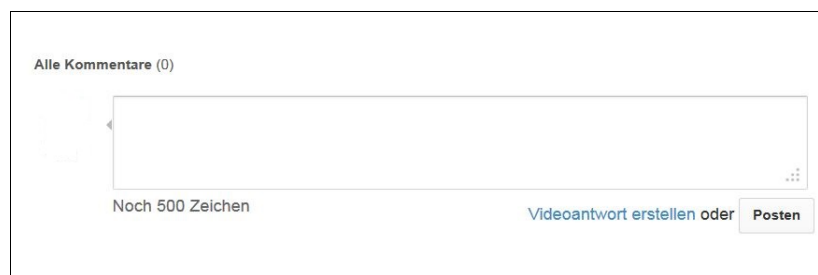 Alle Kommentare (0)
Noch 500 Zeichen
Videoantwort erstellen oder Posten